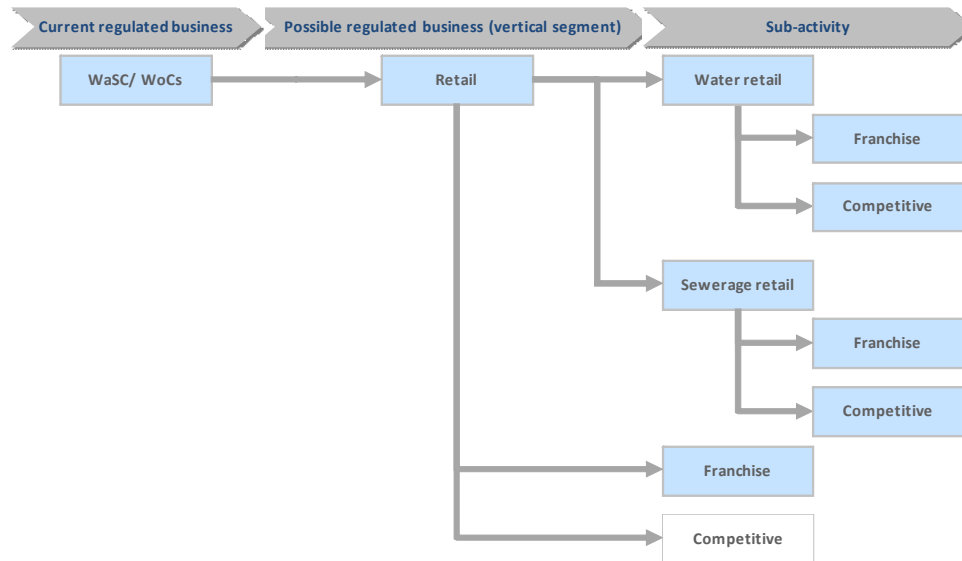 Current regulated business
Possible regulated business (vertical segment)
Sub-activity
WaSC/ WoCs
Retail
Water retail
Franchise
Competitive
Sewerage retail
Franchise
Competitive
Franchise
Competitive